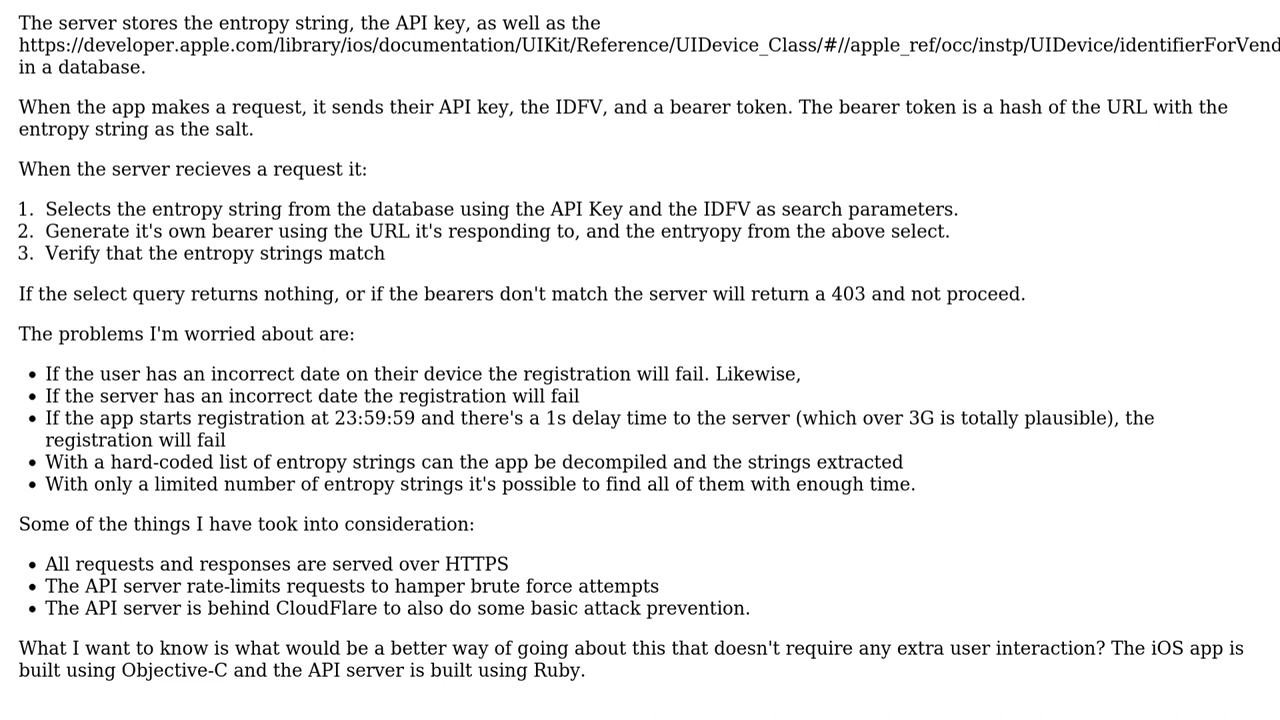 The server stores the entropy string, the API key, as well as the
https://developer.apple.com/library/ios/documentation/UIKit/Reference/UIDevice_Class/#//apple_ref/occ/instp/UIDevice/identifierForVend
in a database.
When the app makes a request, it sends their API key, the IDFV, and a bearer token. The bearer token is a hash of the URL with the
entropy string as the salt.
When the server recieves a request it:
1. Selects the entropy string from the database using the API Key and the IDFV as search parameters.
2. Generate it's own bearer using the URL it's responding to, and the entryopy from the above select.
3. Verify that the entropy strings match
If the select query returns nothing, or if the bearers don't match the server will return a 403 and not proceed.
The problems I'm worried about are:
• If the user has an incorrect date on their device the registration will fail. Likewise,
• If the server has an incorrect date the registration will fail
• If the app starts registration at 23:59:59 and there's a 1s delay time to the server (which over 3G is totally plausible), the
registration will fail
• With a hard-coded list of entropy strings can the app be decompiled and the strings extracted
• With only a limited number of entropy strings it's possible to find all of them with enough time.
Some of the things I have took into consideration:
• All requests and responses are served over HTTPS
• The API server rate-limits requests to hamper brute force attempts
• The API server is behind CloudFlare to also do some basic attack prevention.
What I want to know is what would be a better way of going about this that doesn't require any extra user interaction? The iOS app is
built using Objective-C and the API server is built using Ruby.